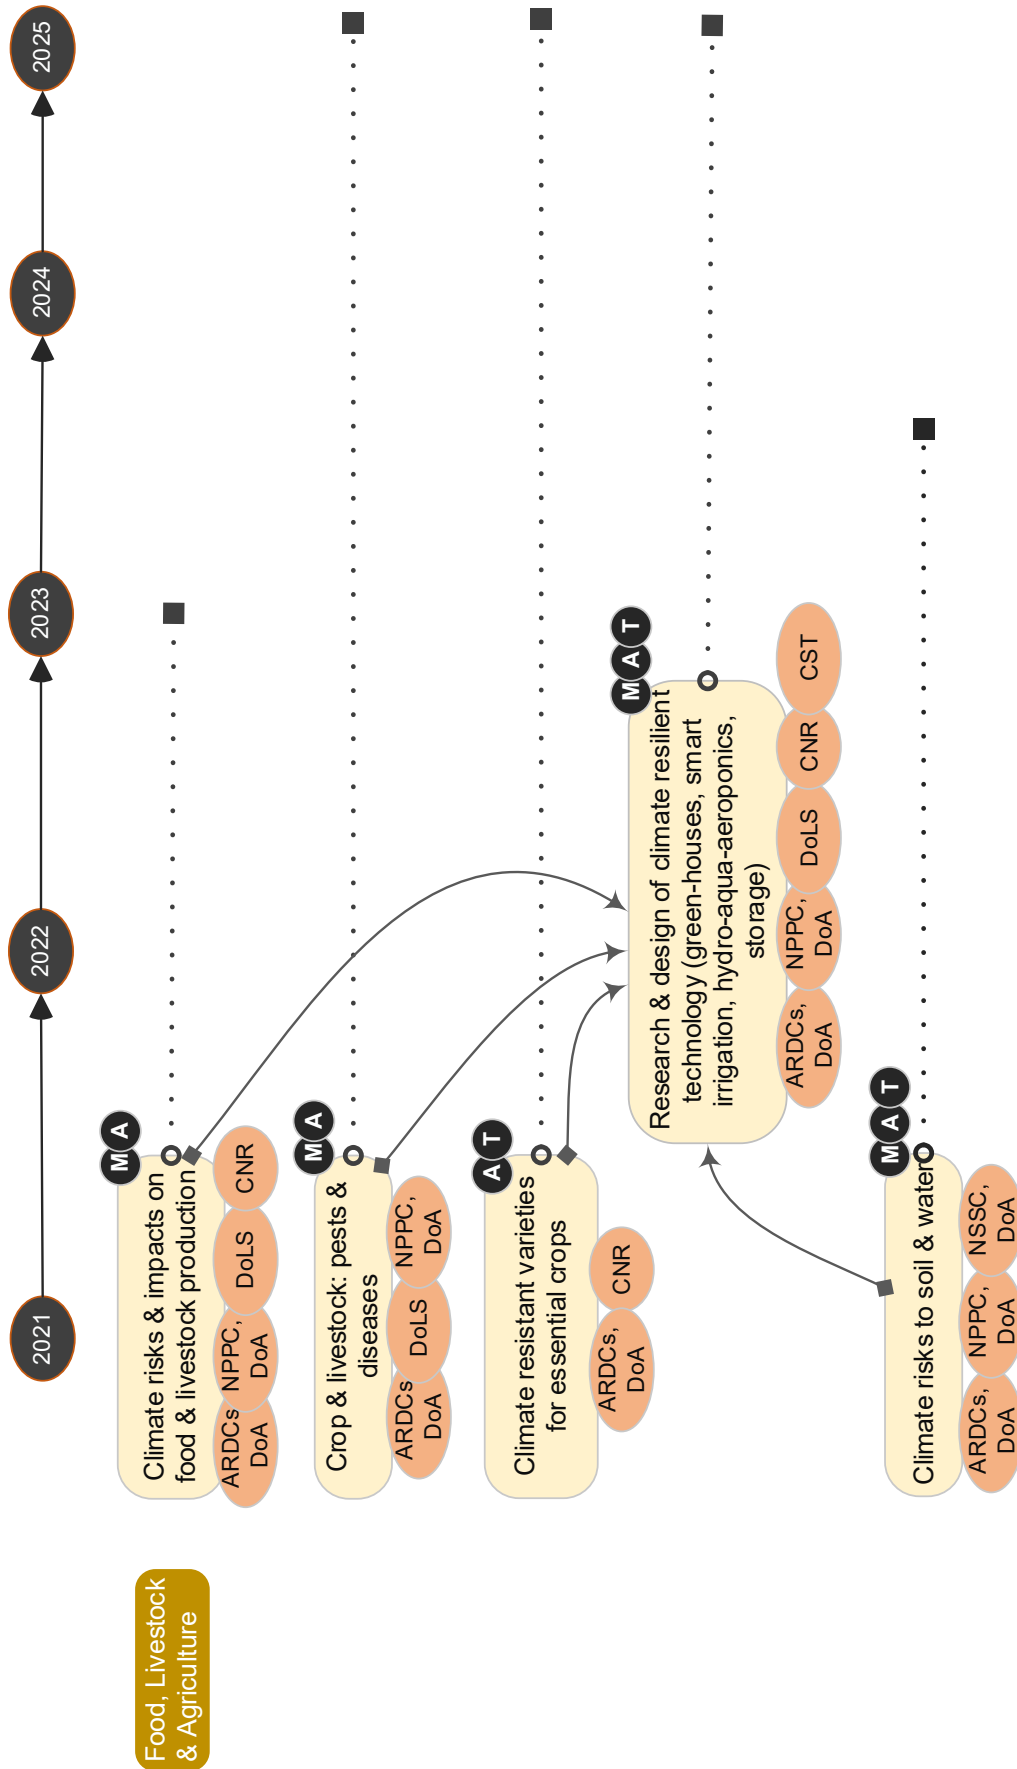 2021
2022
2023
2024
2025
Food, Livestock
& Agriculture
M A
Climate risks & impacts on
food & livestock production
ARDCs
DoA
NPPC,
DoA
DoLS
CNR
M A
Crop & livestock: pests &
diseases
ARDCs
DoA
DoLS
NPPC,
DoA
A T
Climate resistant varieties
for essential crops
ARDCs,
DoA
CNR
M A T
Research & design of climate resilient
technology (green-houses, smart
irrigation, hydro-aqua-aeroponics,
storage)
ARDCs,
DoA
NPPC,
DoA
DoLS
CNR
CST
M A T
Climate risks to soil & water
ARDCs,
DoA
NPPC,
DoA
NSSC,
DoA